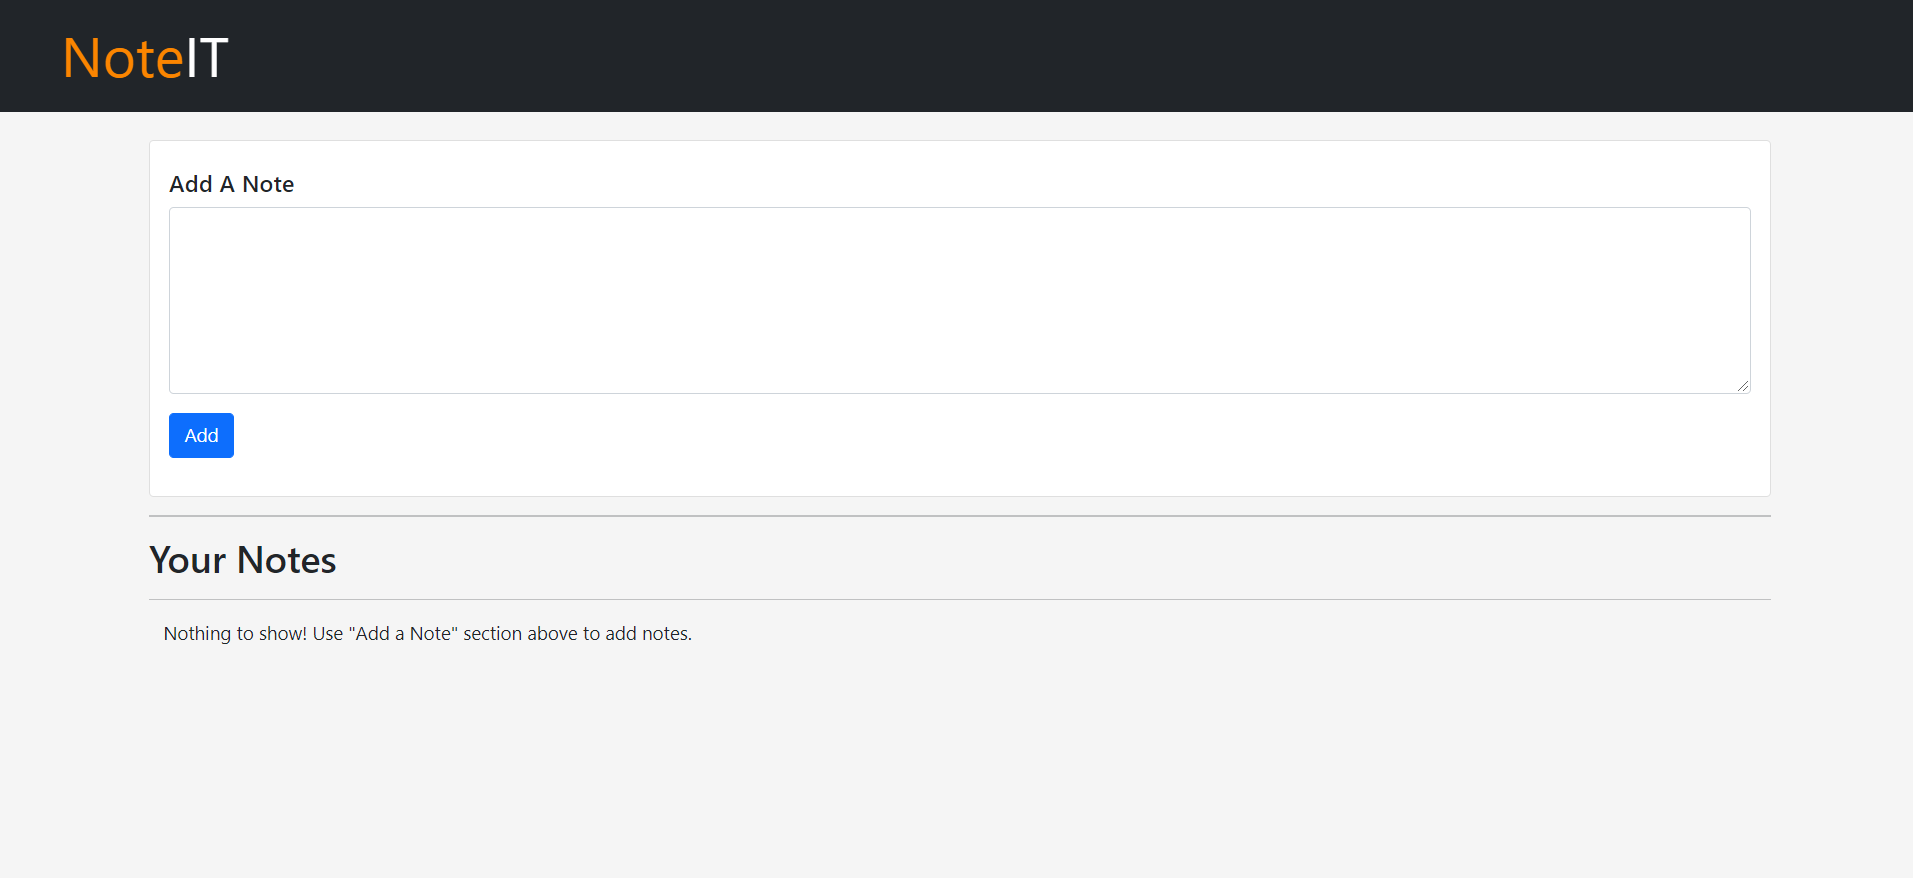 NoteIT
Add A Note
Add
Your Notes
Nothing to show! Use "Add a Note" section above to add notes.